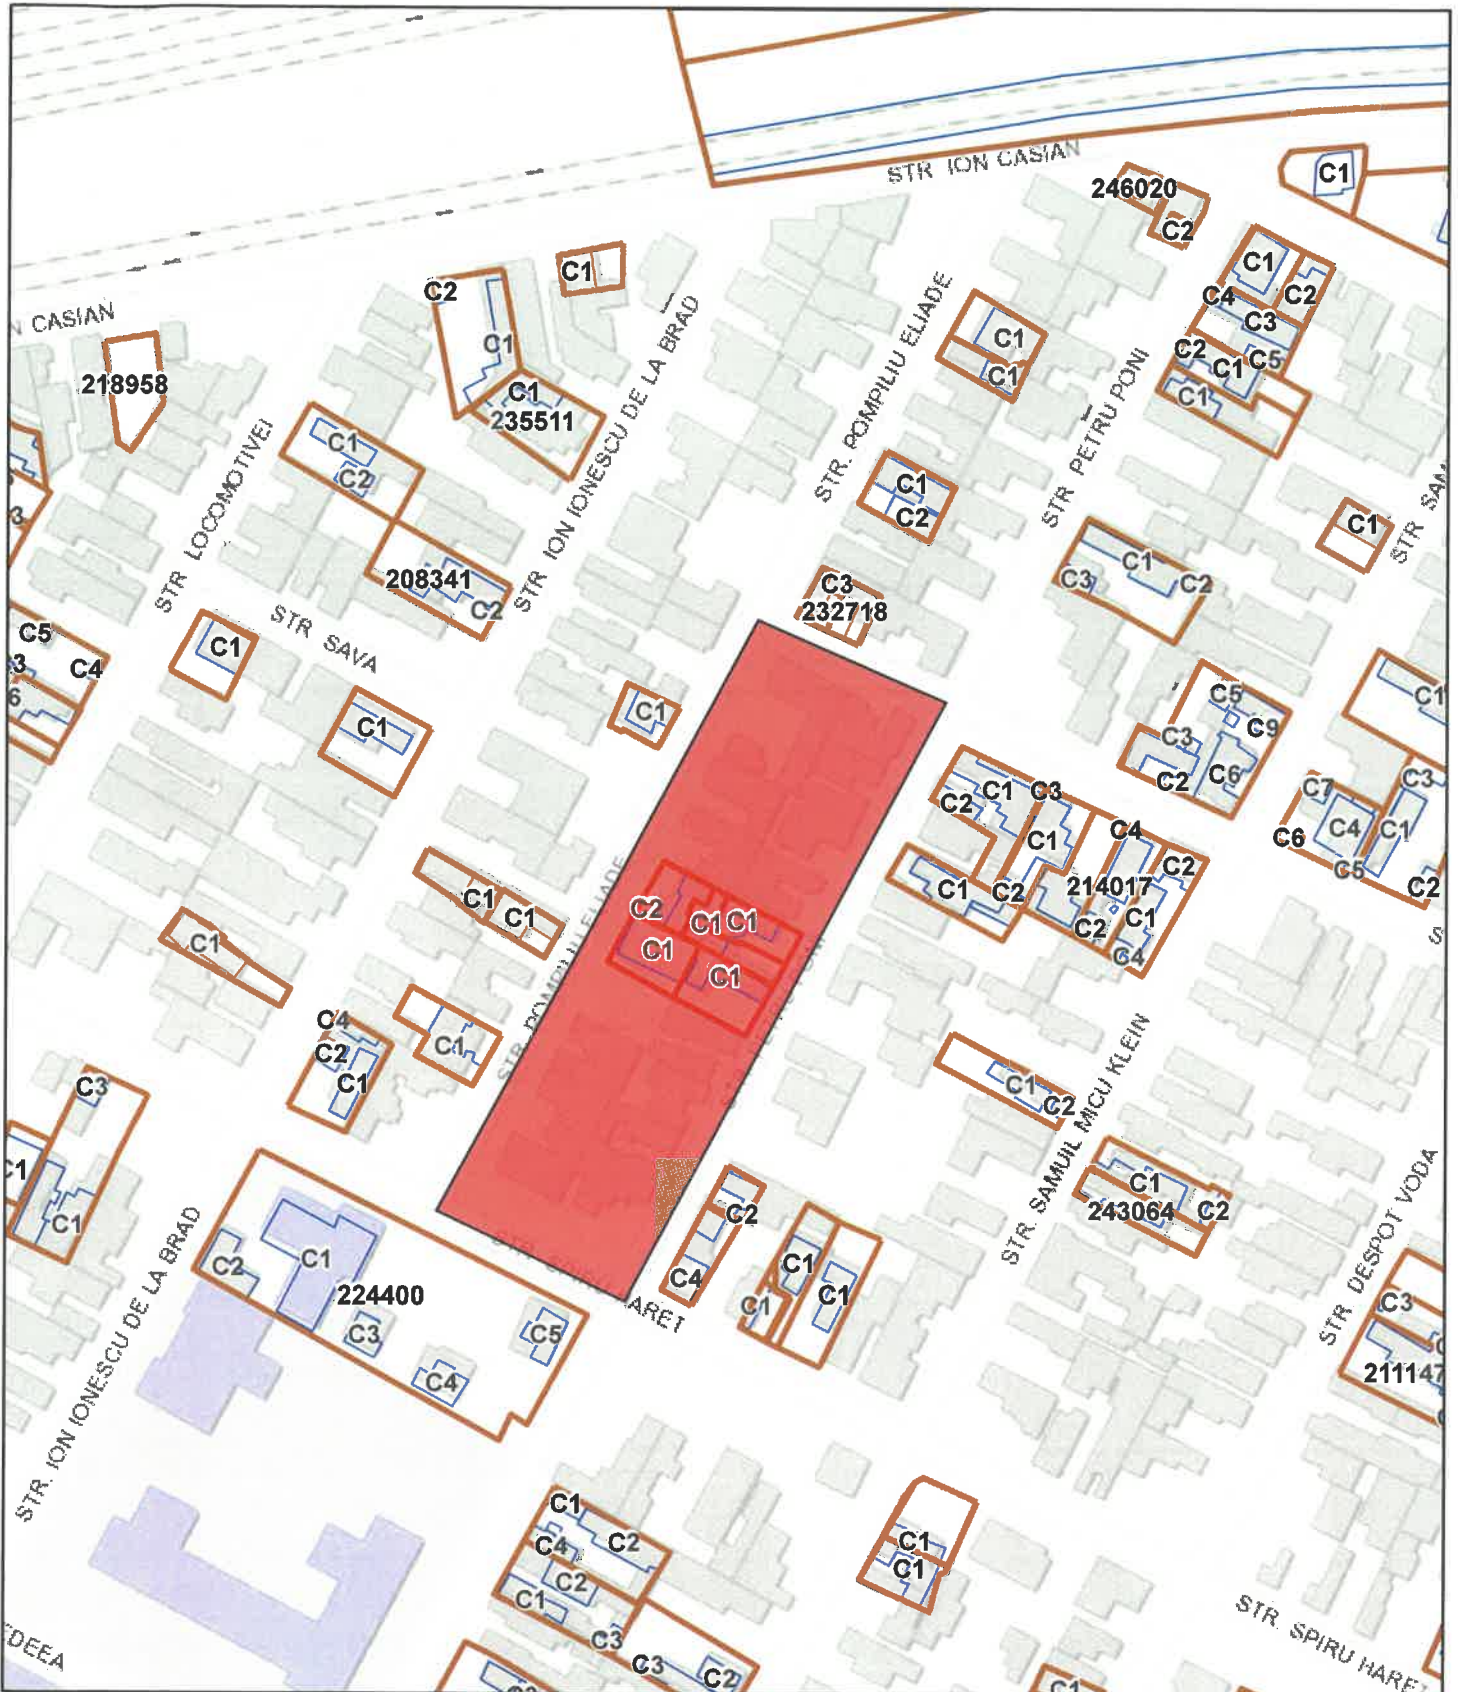 STR ION CASIAN
246020
C2
C1
C1
C2
C4
C3
C2
C1
C5
C1
C1
C2
C1
C1
235511
N CASIAN
218958
STR LOCOMOTIVEI
C1
C2
208341
C2
STR ION IONESCU DE LA BRAD
STR. POMPILIU ELIADE
C1
C1
STR PETRU PONI
C1
C2
C3
232718
C1
C2
C3
C1
STR SAM
C5
C4
C1
STR SAVA
C1
C1
C5
C9
C3
C2
C6
C1
C3
C7
C4
C1
C6
C5
C2
C1
C2
C3
C1
C4
C2
214017
C1
C2
C2
C1
C4
C2
C1
C1
C1
C1
C1
C1
C1
STR. POMPILIU ELIADE
C4
C2
C1
C1
C3
C1
C1
STR. SAMUIL MICU KLEIN
C1
C2
C1
243064
C2
STR DESPOT VODA
C3
211147
STR. ION IONESCU DE LA BRAD
C2
C1
224400
C3
C4
C5
ARET
C2
C4
C1
C1
C1
C1
C4
C2
C2
C1
C3
C3
C2
C1
C1
STR. SPIRU HARET
EDEEA
C1